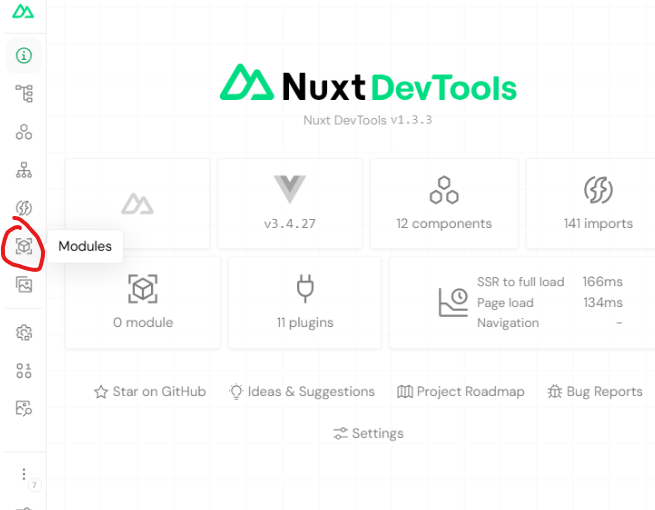 Nuxt DevTools
Nuxt DevTools v1.3.3
v3.4.27
12 components
141 imports
Modules
0 module
11 plugins
SSR to full load 166ms
Page load 134ms
Navigation -
Star on GitHub
Ideas & Suggestions
Project Roadmap
Bug Reports
Settings
7